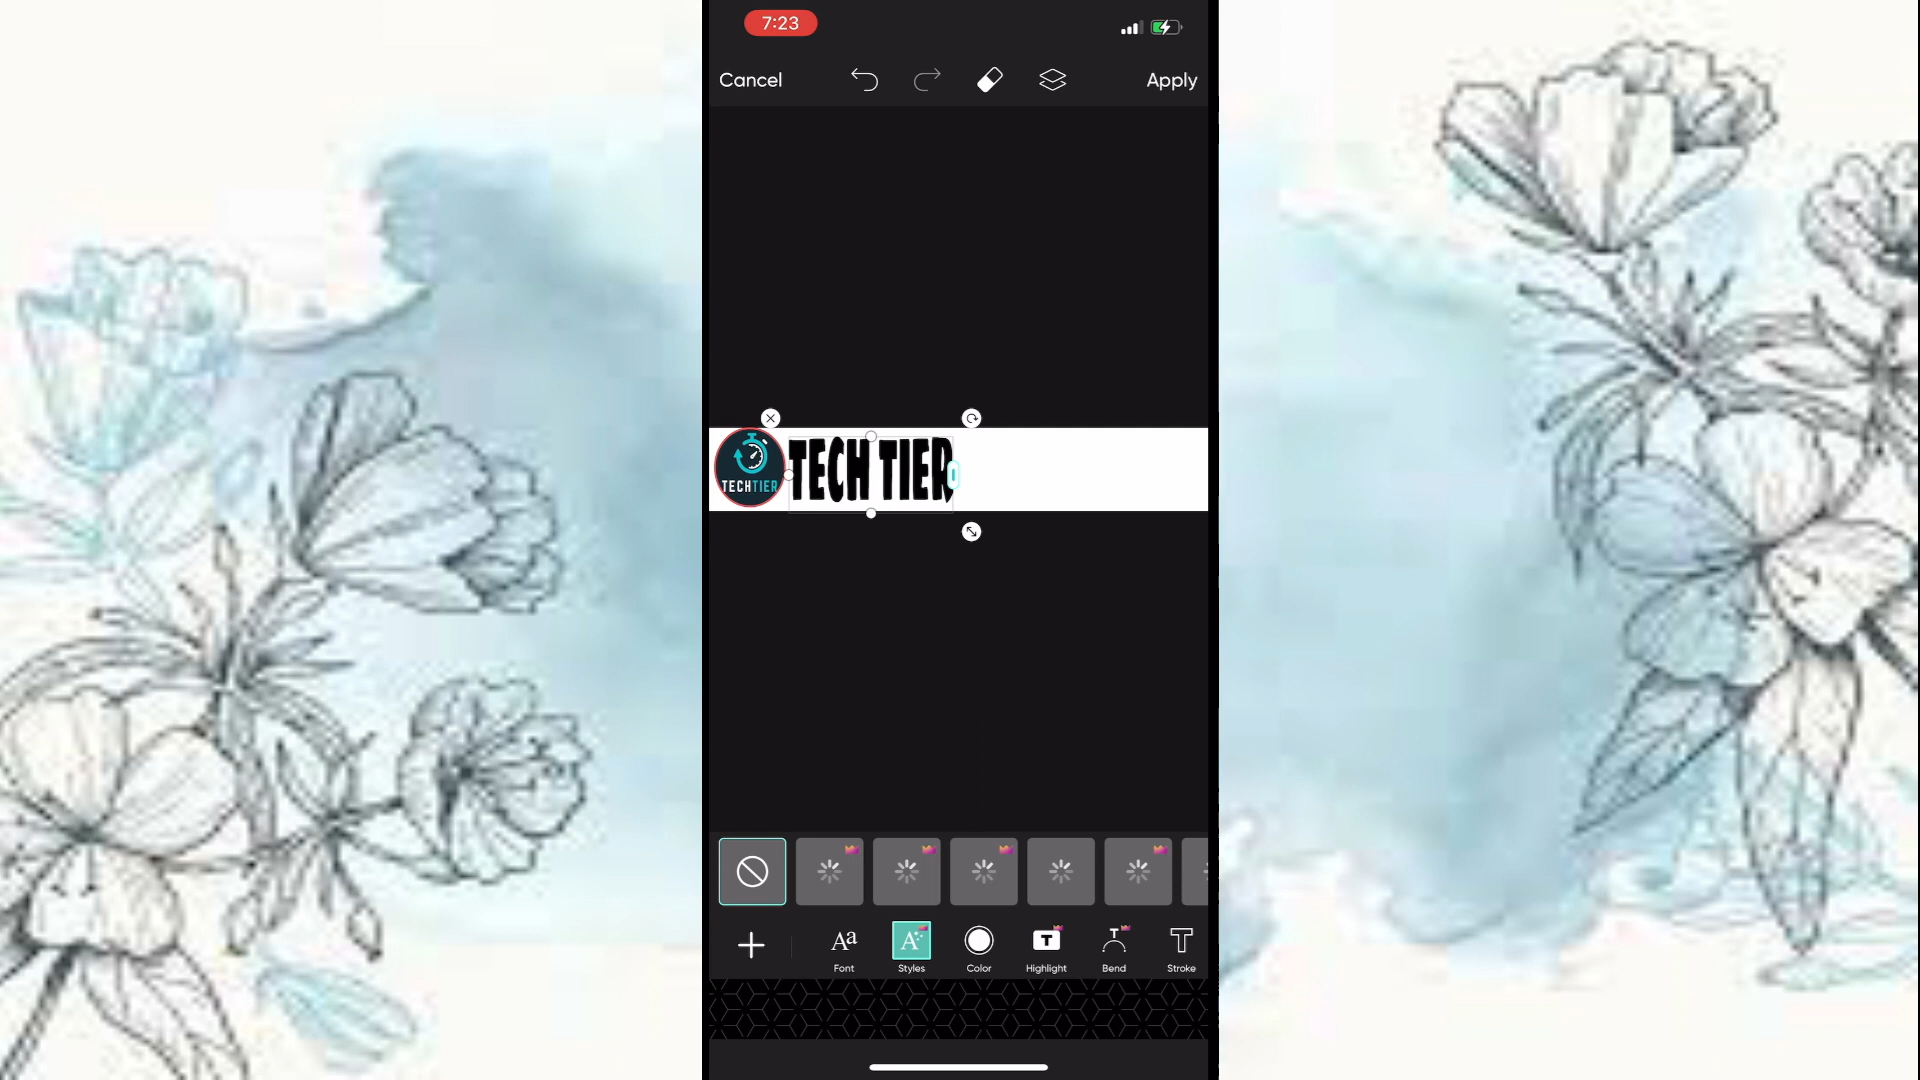 7:23
Cancel
Apply
TECHTIER
TECH TIER
Aa
Font
A
Styles
Color
T
Highlight
T
Bend
T
Stroke